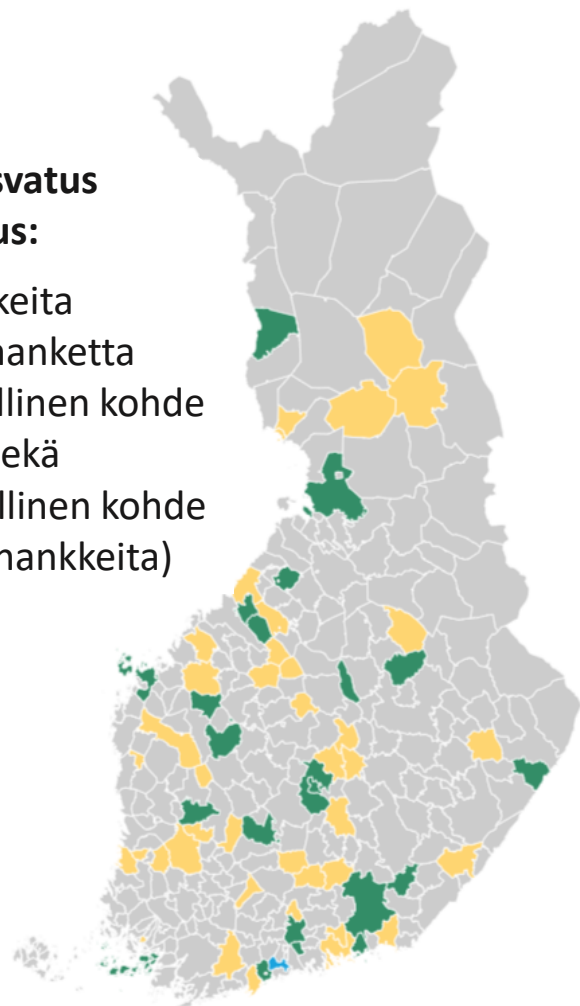 svatus
us:
keita
hanketta
llinen kohde
ekä
llinen kohde
hankkeita)